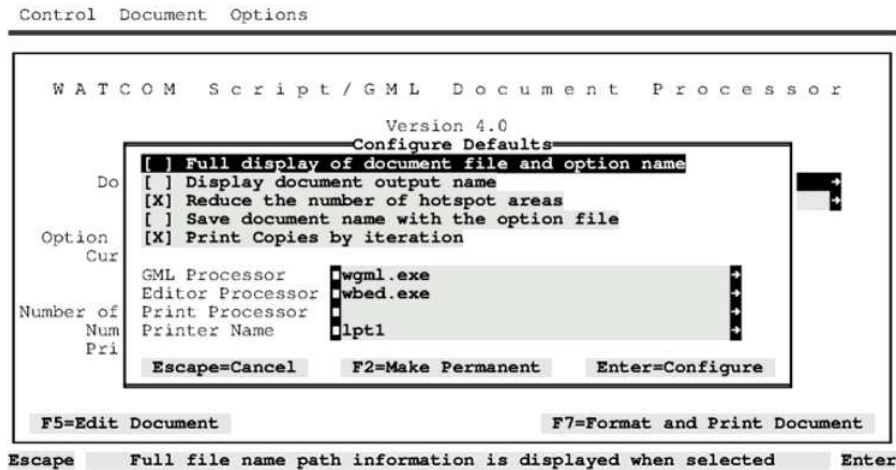 Control Document Options
W A T C O M S c r i p t / G M L D o c u m e n t P r o c e s s o r
Version 4.0
Configure Defaults
[ ] Full display of document file and option name
Do [ ] Display document output name
[X] Reduce the number of hotspot areas
[ ] Save document name with the option file
Option [X] Print Copies by iteration
Cur
GML Processor wgml.exe
Editor Processor wbed.exe
Number of Print Processor
Num Printer Name lpt1
Pri
Escape=Cancel F2=Make Permanent Enter=Configure
F5=Edit Document F7=Format and Print Document
Escape Full file name path information is displayed when selected Enter